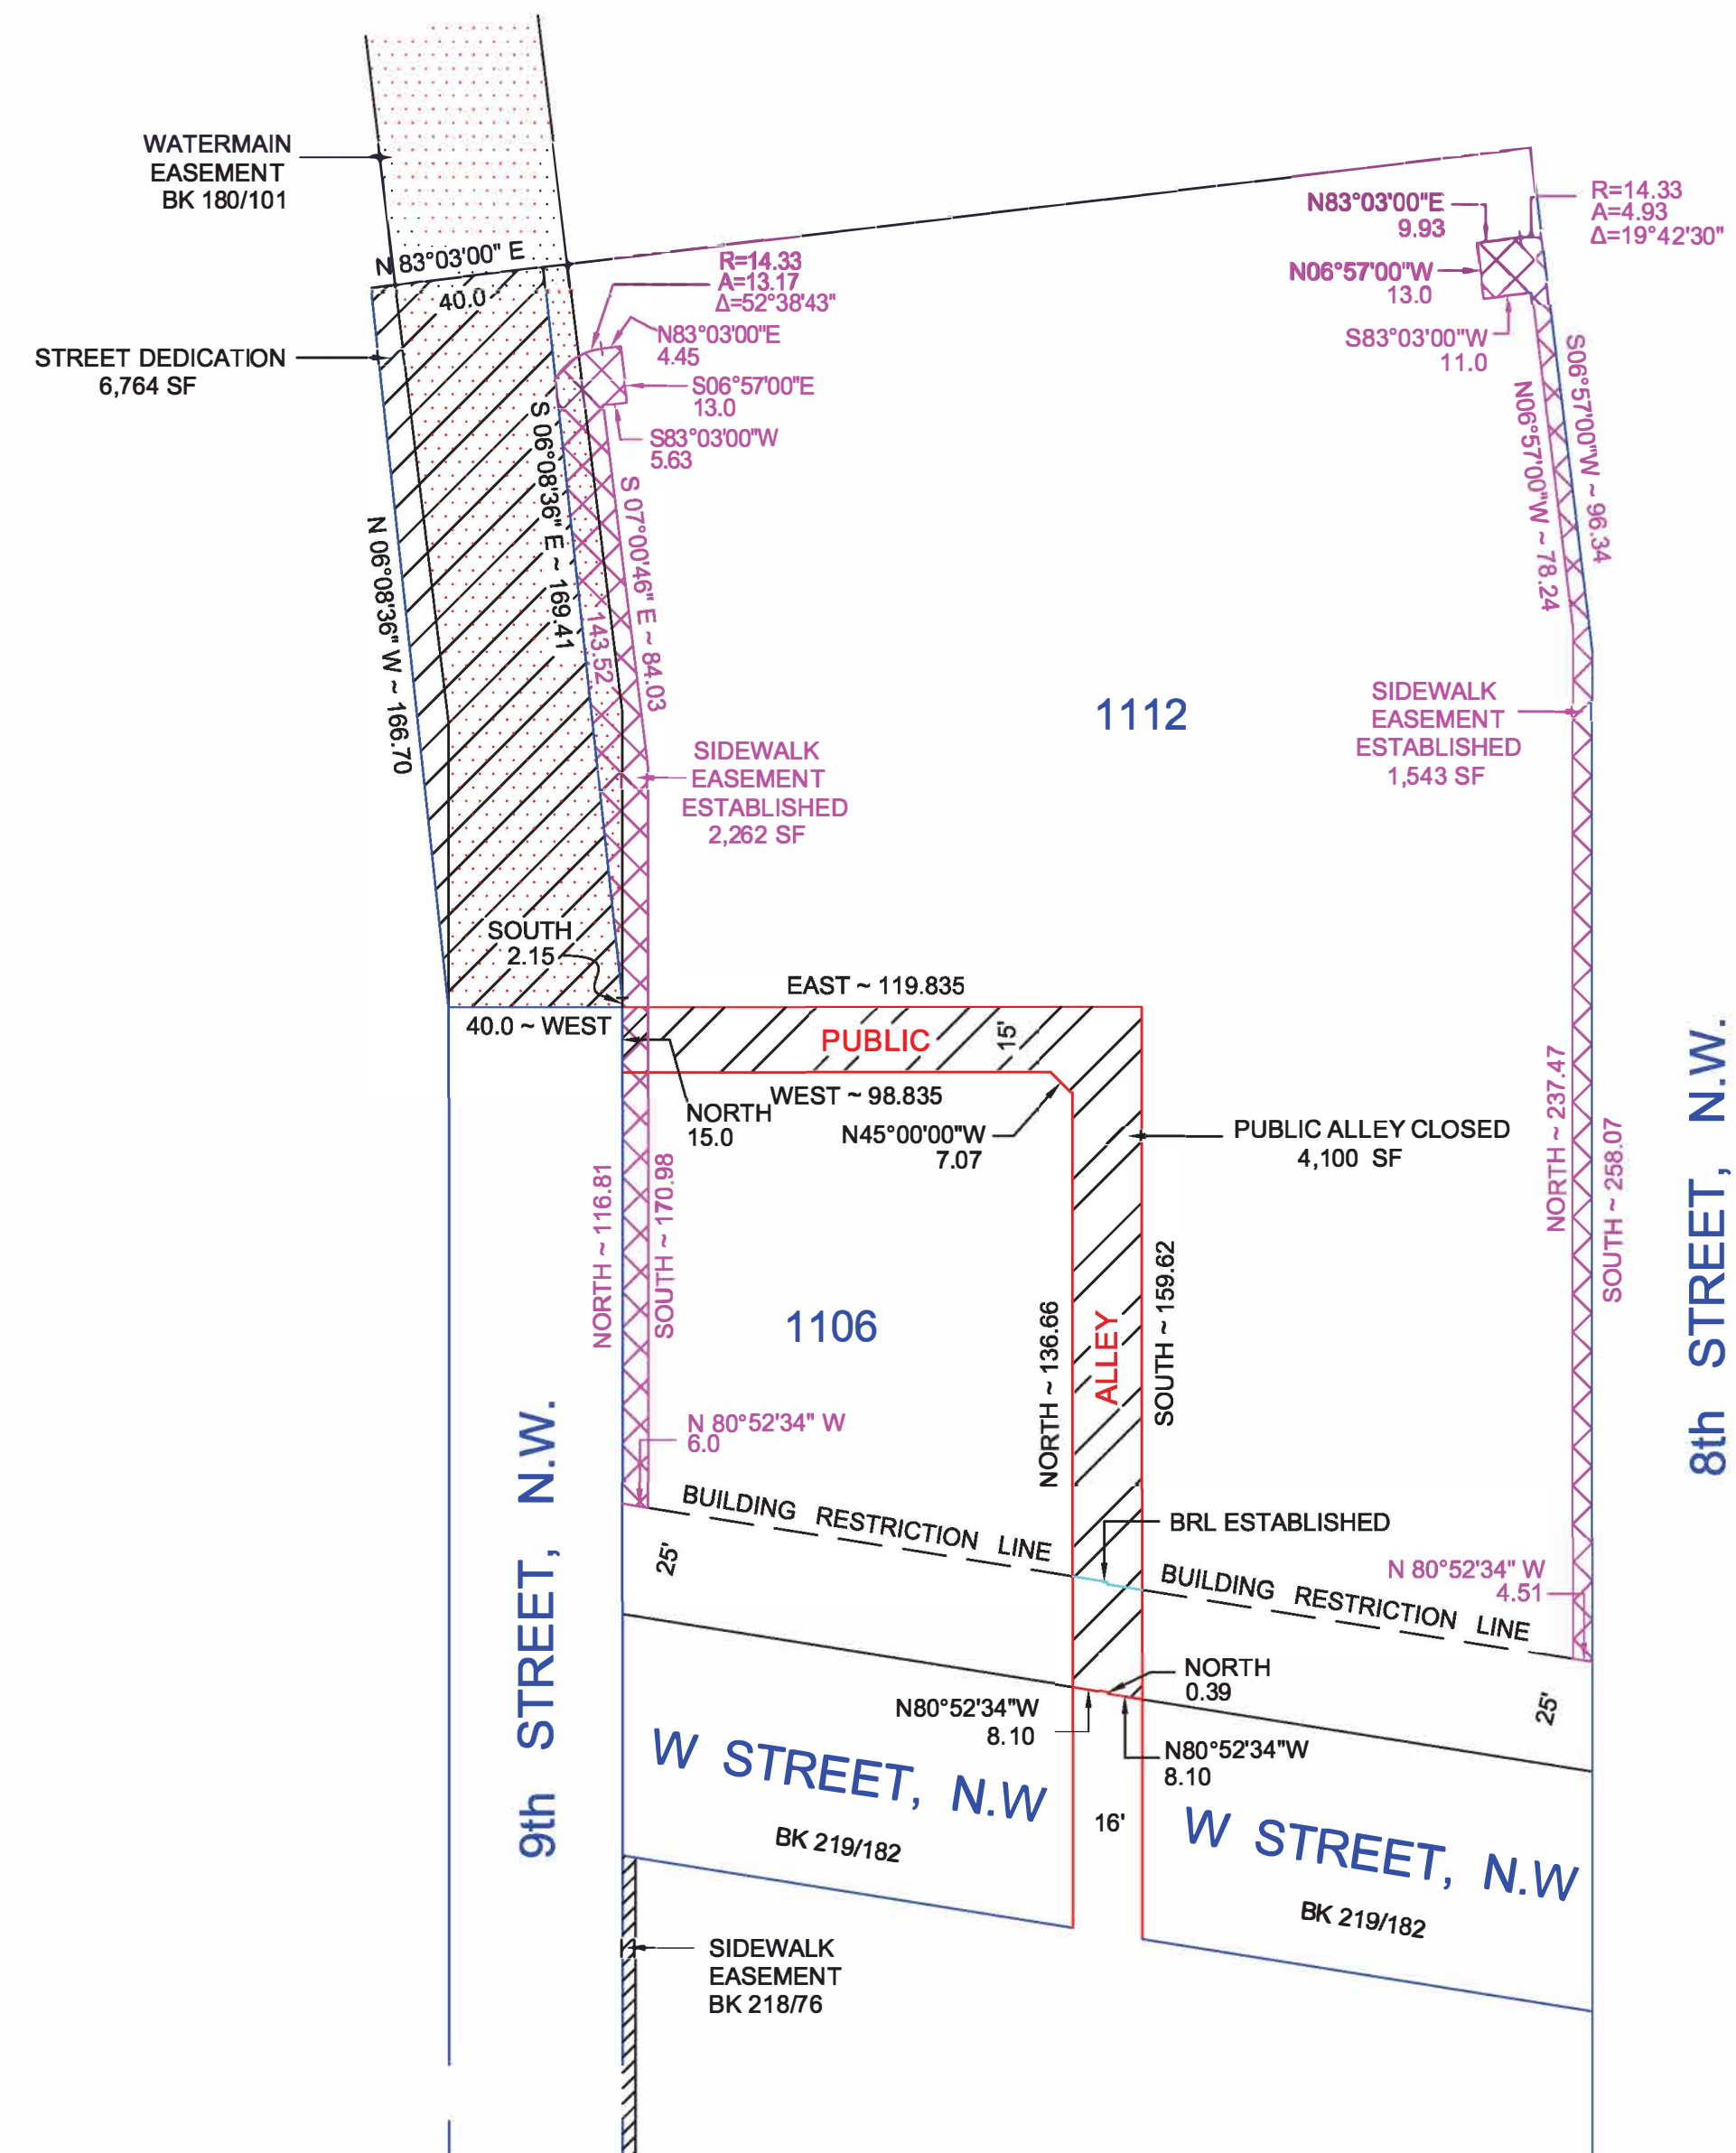 WATERMAIN
EASEMENT
BK 180/101
N 83°03'00" E
40.0
STREET DEDICATION
6,764 SF
R=14.33
A=13.17
Δ=52°38'43"
N83°03'00"E
4.45
S06°57'00"E
13.0
S83°03'00"W
5.63
N83°03'00"E
9.93
N06°57'00"W
13.0
S83°03'00"W
11.0
R=14.33
A=4.93
Δ=19°42'30"
S06°57'00"W ~ 96.34
N06°57'00"W ~ 78.24
N 06°08'36" W ~ 166.70
S 06°08'36" E ~ 169.41
143.52
S 07°00'46" E ~ 84.03
1112
SIDEWALK
EASEMENT
ESTABLISHED
2,262 SF
SIDEWALK
EASEMENT
ESTABLISHED
1,543 SF
SOUTH
2.15
40.0 ~ WEST
EAST ~ 119.835
PUBLIC
15'
WEST ~ 98.835
NORTH
15.0
N45°00'00"W
7.07
PUBLIC ALLEY CLOSED
4,100 SF
NORTH ~ 116.81
SOUTH ~ 170.98
1106
NORTH ~ 136.66
ALLEY
SOUTH ~ 159.62
NORTH ~ 237.47
SOUTH ~ 258.07
8th STREET, N.W.
9th STREET, N.W.
N 80°52'34" W
6.0
BUILDING RESTRICTION LINE
25'
BRL ESTABLISHED
BUILDING RESTRICTION LINE
N 80°52'34" W
4.51
25'
NORTH
0.39
N80°52'34"W
8.10
N80°52'34"W
8.10
W STREET, N.W
BK 219/182
16'
W STREET, N.W
BK 219/182
SIDEWALK
EASEMENT
BK 218/76